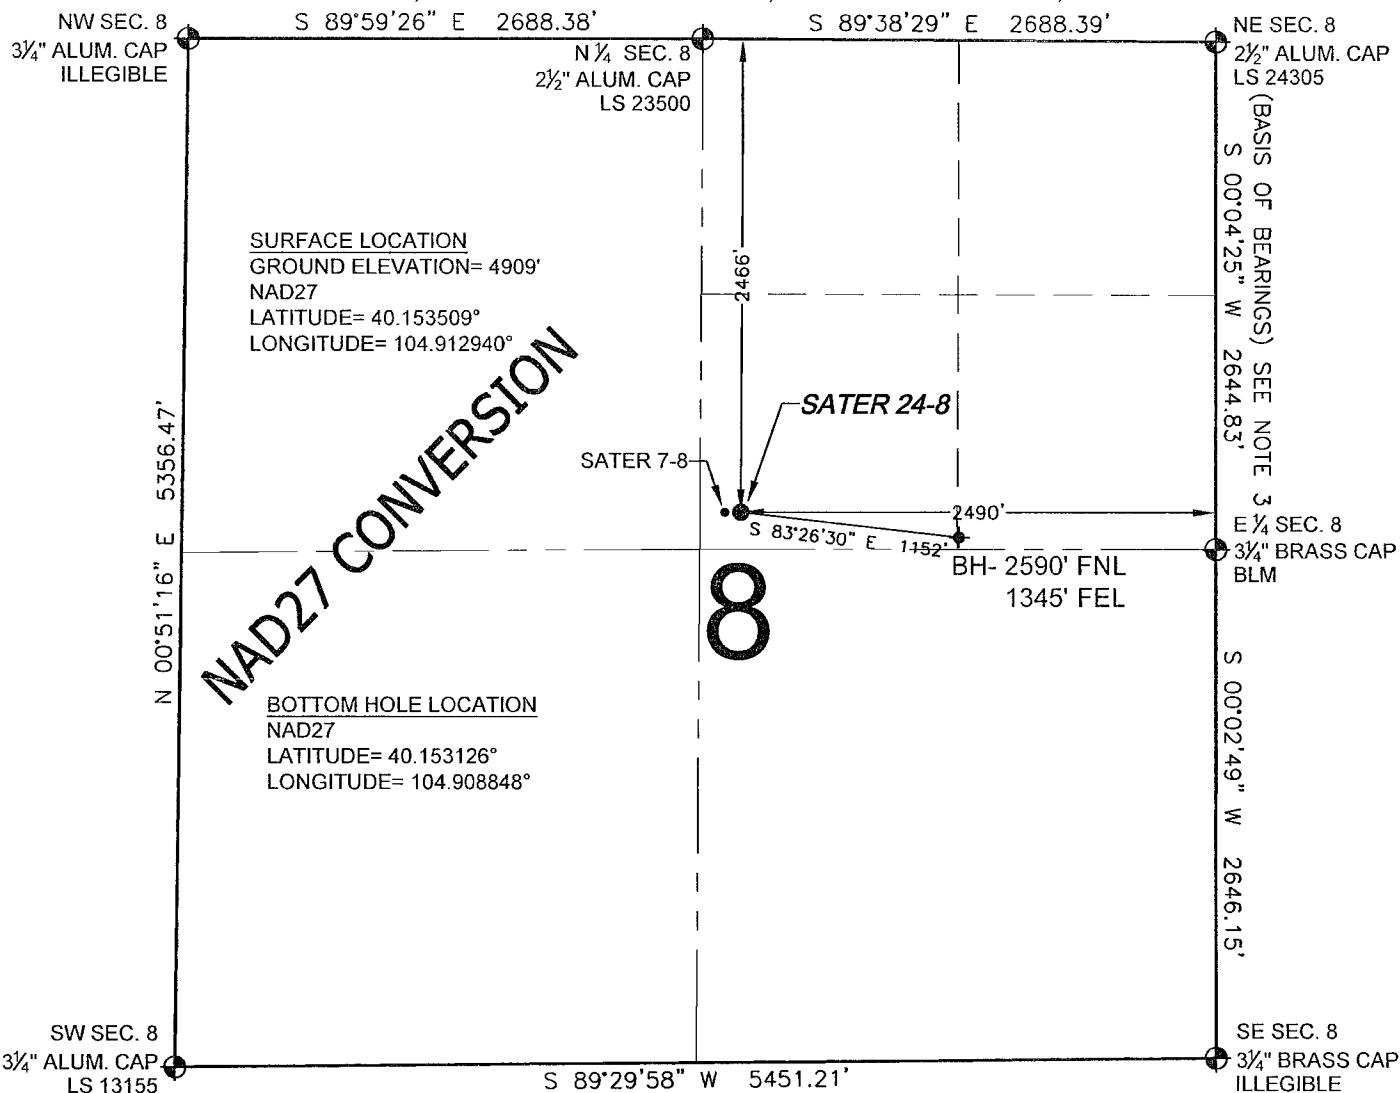 S 89°59'26" E 2688.38'
S 89°38'29" E 2688.39'
NW SEC. 8
3¼" ALUM. CAP
ILLEGIBLE
N ¼ SEC. 8
2½" ALUM. CAP
LS 23500
NE SEC. 8
2½" ALUM. CAP
LS 24305
(BASIS OF BEARINGS) SEE NOTE 3
S 00°04'25" W 2644.83'
SURFACE LOCATION
GROUND ELEVATION= 4909'
NAD27
LATITUDE= 40.153509°
LONGITUDE= 104.912940°
2466'
NAD27 CONVERSION
SATER 24-8
SATER 7-8
N 00°51'16" E 5356.47'
2490'
S 83°26'30" E 1152'
E ¼ SEC. 8
3¼" BRASS CAP
BLM
BH- 2590' FNL
1345' FEL
8
S 00°02'49" W 2646.15'
BOTTOM HOLE LOCATION
NAD27
LATITUDE= 40.153126°
LONGITUDE= 104.908848°
SW SEC. 8
3¼" ALUM. CAP
LS 13155
S 89°29'58" W 5451.21'
SE SEC. 8
3¼" BRASS CAP
ILLEGIBLE